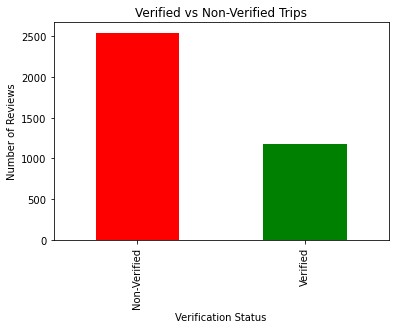 Verified vs Non-Verified Trips
Number of Reviews
2500
2000
1500
1000
500
0
Non-Verified
Verified
Verification Status